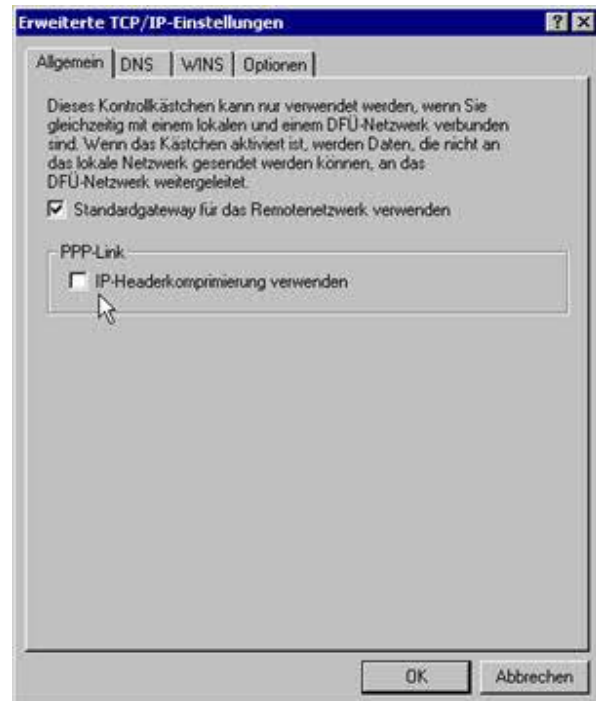 Erweiterte TCP/IP-Einstellungen
Allgemein DNS WINS Optionen
Dieses Kontrollkästchen kann nur verwendet werden, wenn Sie
gleichzeitig mit einem lokalen und einem DFÜ-Netzwerk verbunden
sind. Wenn das Kästchen aktiviert ist, werden Daten, die nicht an
das lokale Netzwerk gesendet werden können, an das
DFÜ-Netzwerk weitergeleitet.
Standardgateway für das Remotenetzwerk verwenden
PPP-Link
IP-Headerkomprimierung verwenden
OK Abbrechen